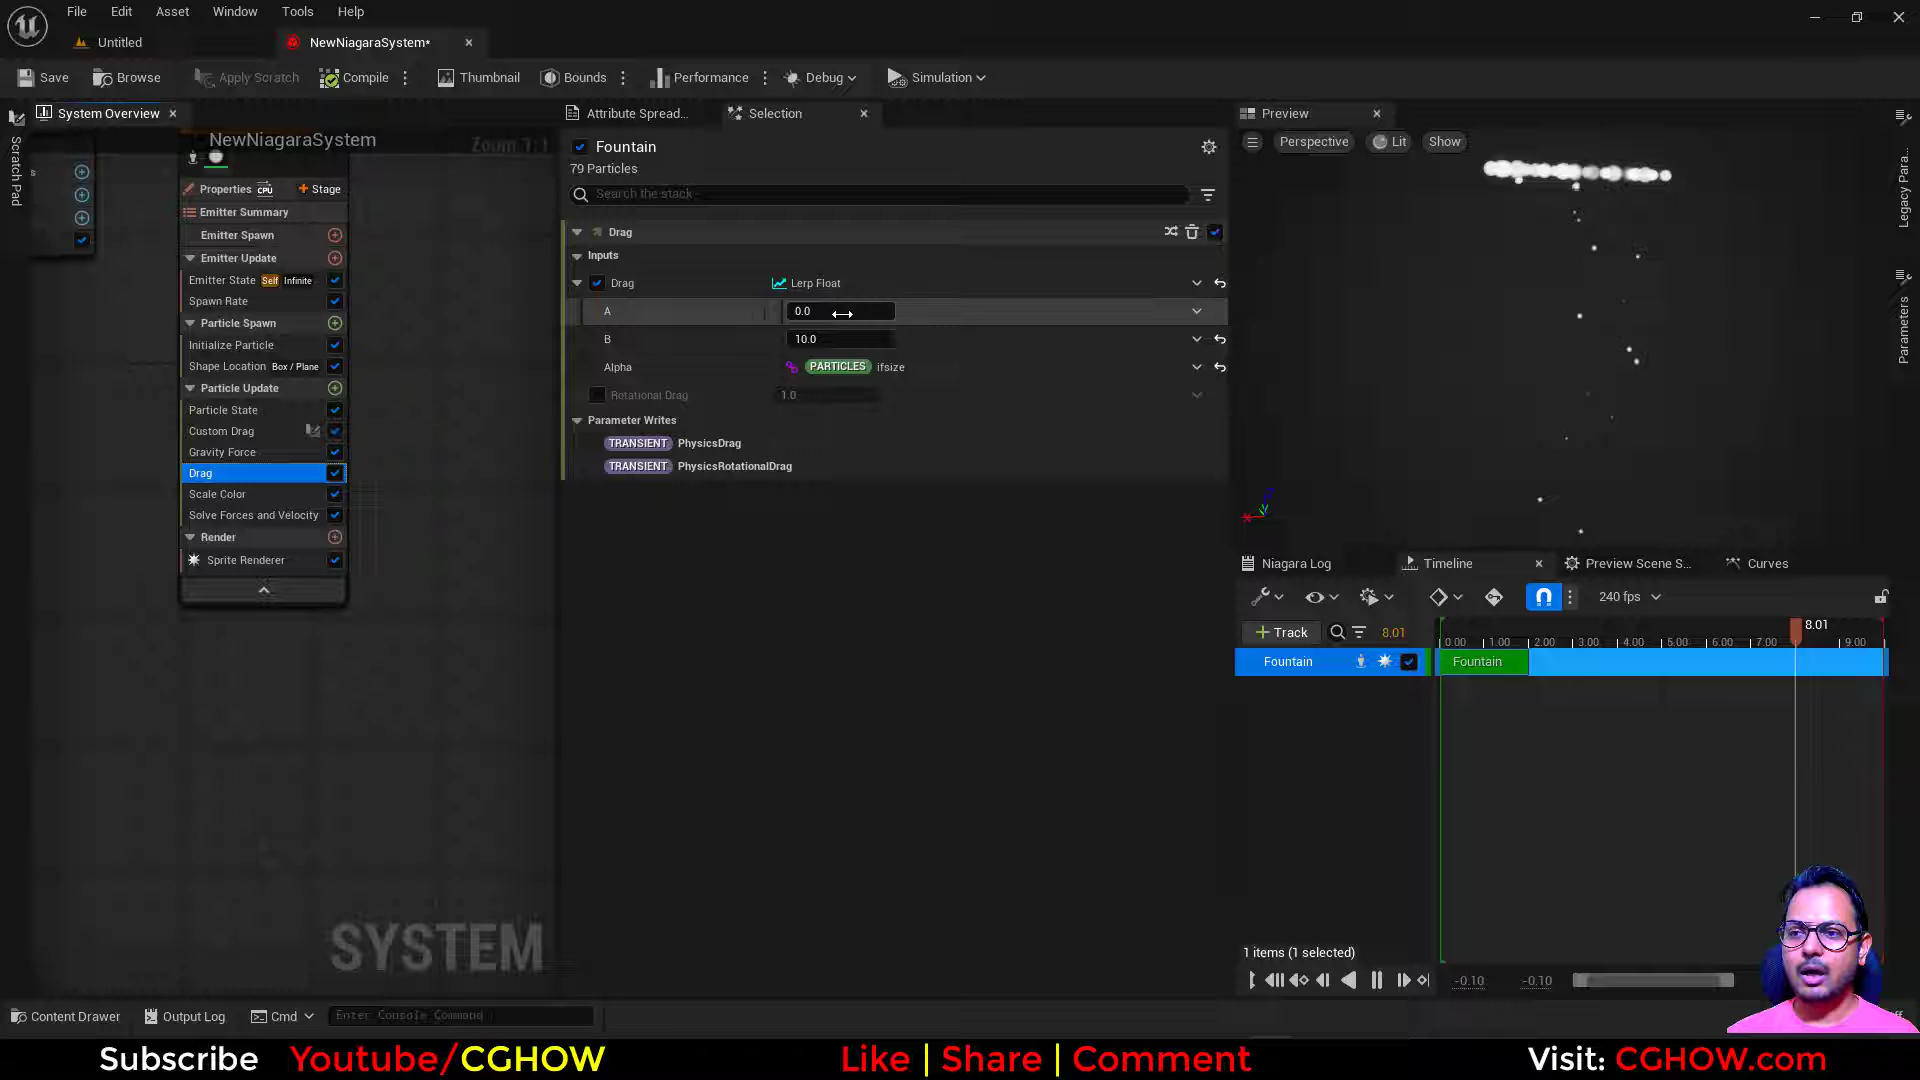 File Edit Asset Window Tools Help
Untitled
NewNiagaraSystem*
Save
Browse
Apply Scratch
Compile
Thumbnail
Bounds
Performance
Debug
Simulation
Scratch Pad
System Overview
NewNiagaraSystem
Zoom 1:1
Properties CPU + Stage
Emitter Summary
Emitter Spawn
Emitter Update
Emitter State Self Infinite
Spawn Rate
Particle Spawn
Initialize Particle
Shape Location Box / Plane
Particle Update
Particle State
Custom Drag
Gravity Force
Drag
Scale Color
Solve Forces and Velocity
Render
Sprite Renderer
SYSTEM
Attribute Spread...
Selection
Fountain
79 Particles
Search the stack
Drag
Inputs
Drag Lerp Float
A 0.0
B 10.0
Alpha PARTICLES ifsize
Rotational Drag 1.0
Parameter Writes
TRANSIENT PhysicsDrag
TRANSIENT PhysicsRotationalDrag
Preview
Perspective Lit Show
Legacy Para...
Parameters
Niagara Log
Timeline
Preview Scene S...
Curves
240 fps
+ Track
8.01
8.01
0.00 1.00 2.00 3.00 4.00 5.00 6.00 7.00 9.00
Fountain
Fountain
1 items (1 selected)
-0.10 -0.10
Content Drawer
Output Log
Cmd
Enter Console Command
Subscribe Youtube/CGHOW
Like | Share | Comment
Visit: CGHOW.com